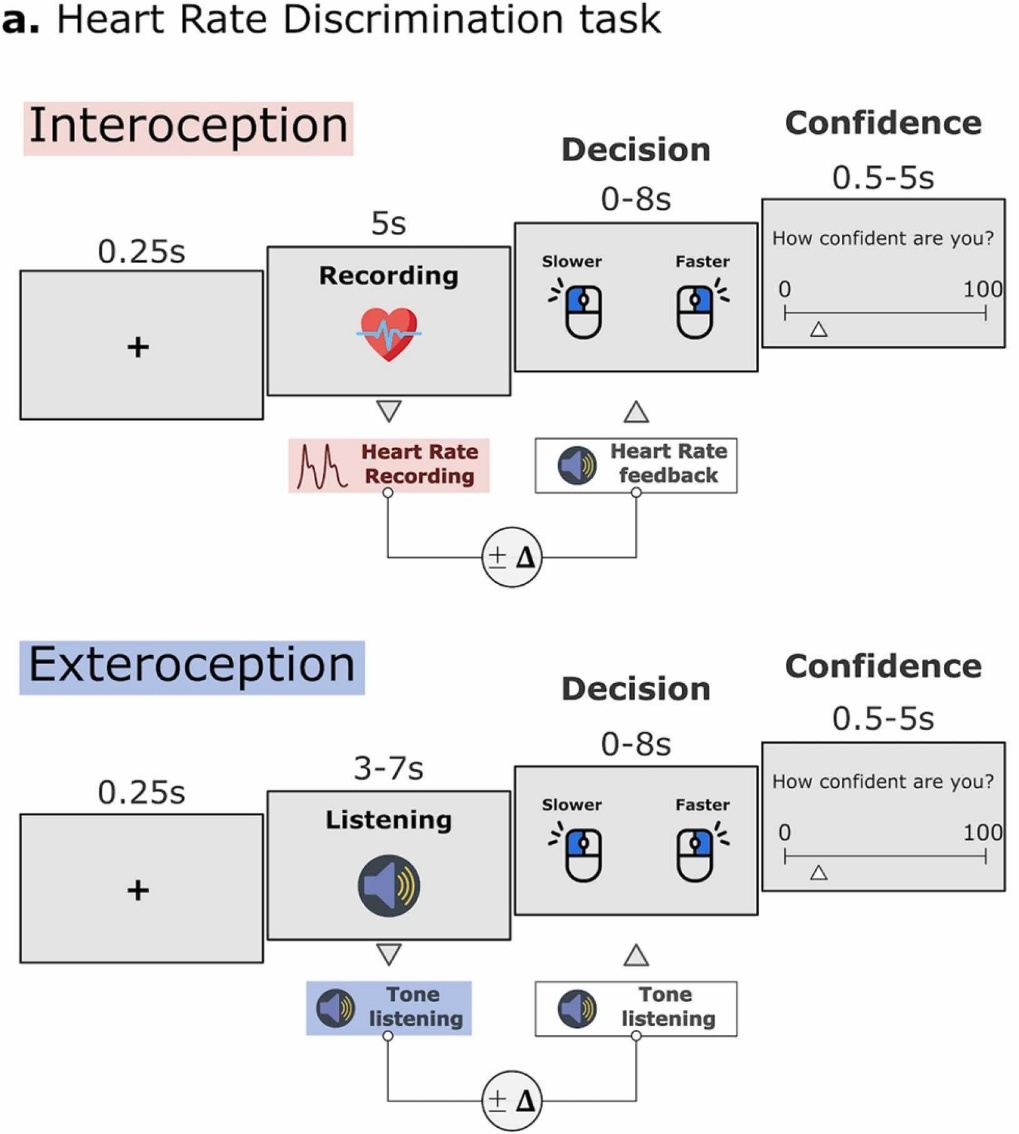 a. Heart Rate Discrimination task
Interoception
Confidence
Decision
0.5-5s
0-8s
5s
0.25s
How confident are you?
Slower Faster
Recording
0 100
+
Heart Rate
Recording
Heart Rate
feedback
± Δ
Exteroception
Confidence
Decision
0.5-5s
0-8s
3-7s
0.25s
How confident are you?
Slower Faster
Listening
0 100
+
Tone
listening
Tone
listening
± Δ